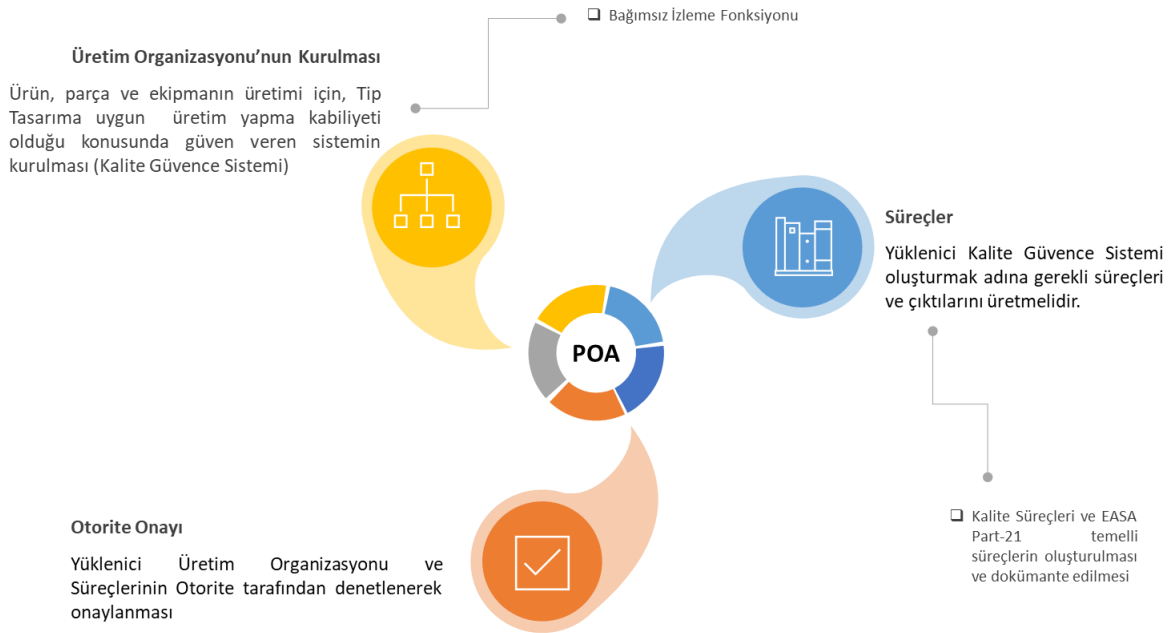 ❑ Bağımsız İzleme Fonksiyonu
Üretim Organizasyonu’nun Kurulması
Ürün, parça ve ekipmanın üretimi için, Tip
Tasarıma uygun üretim yapma kabiliyeti
olduğu konusunda güven veren sistemin
kurulması (Kalite Güvence Sistemi)
Süreçler
Yüklenici Kalite Güvence Sistemi
oluşturmak adına gerekli süreçleri
ve çıktılarını üretmelidir.
POA
❑ Kalite Süreçleri ve EASA
Part-21 temelli
süreçlerin oluşturulması
ve dokümante edilmesi
Otorite Onayı
Yüklenici Üretim Organizasyonu ve
Süreçlerinin Otorite tarafından denetlenerek
onaylanması